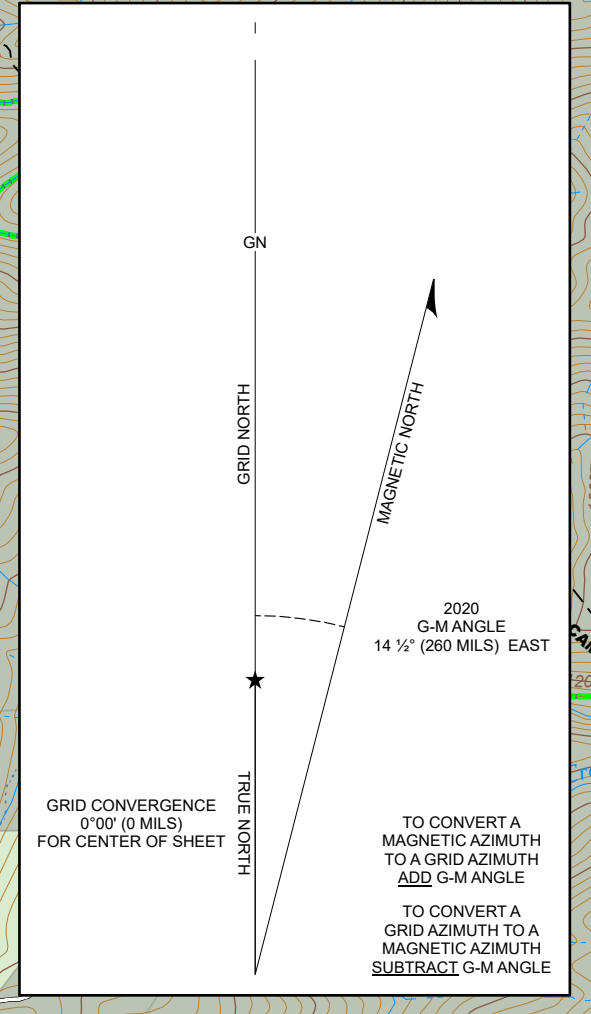 GN
GRID NORTH
MAGNETIC NORTH
2020
G-M ANGLE
14 ½° (260 MILS) EAST
TRUE NORTH
GRID CONVERGENCE
0°00' (0 MILS)
FOR CENTER OF SHEET
TO CONVERT A
MAGNETIC AZIMUTH
TO A GRID AZIMUTH
ADD G-M ANGLE
TO CONVERT A
GRID AZIMUTH TO A
MAGNETIC AZIMUTH
SUBTRACT G-M ANGLE